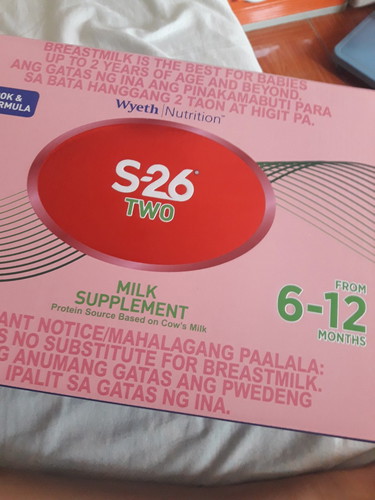 BREASTMILK IS THE BEST FOR BABIES
UP TO 2 YEARS OF AGE AND BEYOND.
ANG GATAS NG INA ANG PINAKAMABUTI PARA
SA BATA HANGGANG 2 TAON AT HIGIT PA.
Wyeth | Nutrition™
&
S-26®
TWO
MILK
SUPPLEMENT
Protein Source Based on Cow's Milk
FROM
6-12
MONTHS
NOTICE/MAHALAGANG PAALALA:
NO SUBSTITUTE FOR BREASTMILK.
ANUMANG GATAS ANG PWEDENG
IPALIT SA GATAS NG INA.